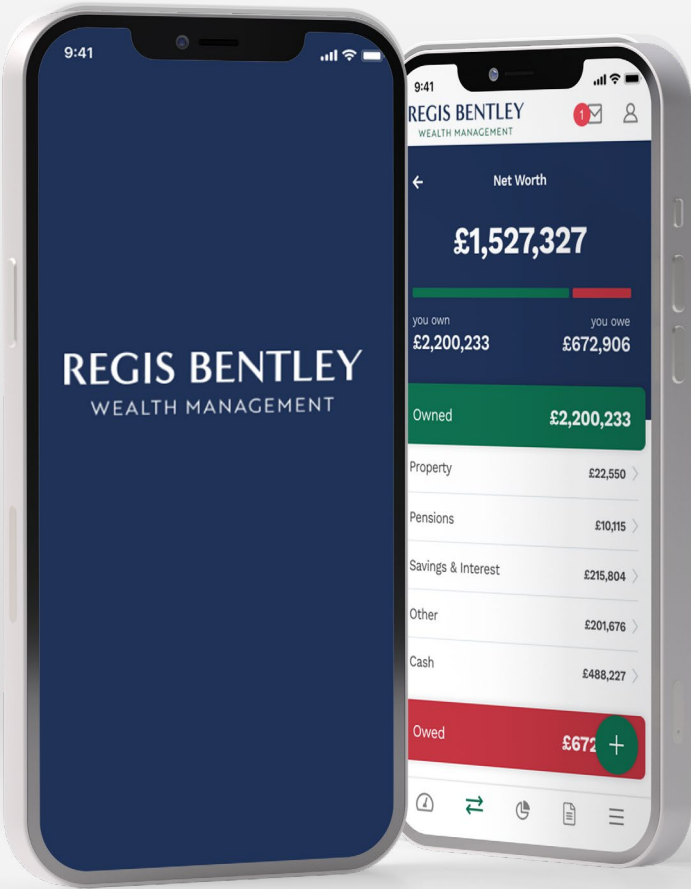 9:41
REGIS BENTLEY
WEALTH MANAGEMENT
9:41
REGIS BENTLEY
WEALTH MANAGEMENT
1
Net Worth
£1,527,327
you own you owe
£2,200,233 £672,906
Owned £2,200,233
Property £22,550
Pensions £10,115
Savings & Interest £215,804
Other £201,676
Cash £488,227
Owed £672